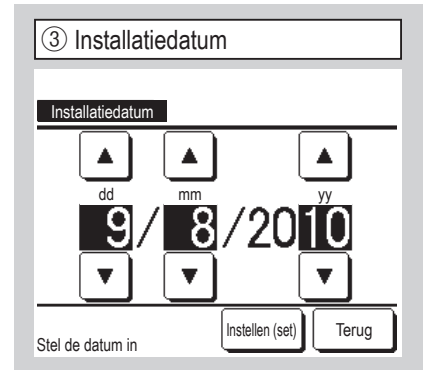 ③ Installatiedatum
Installatiedatum
▲ ▲ ▲
dd mm yy
9/ 8/2010
▼ ▼ ▼
Stel de datum in Instellen (set) Terug